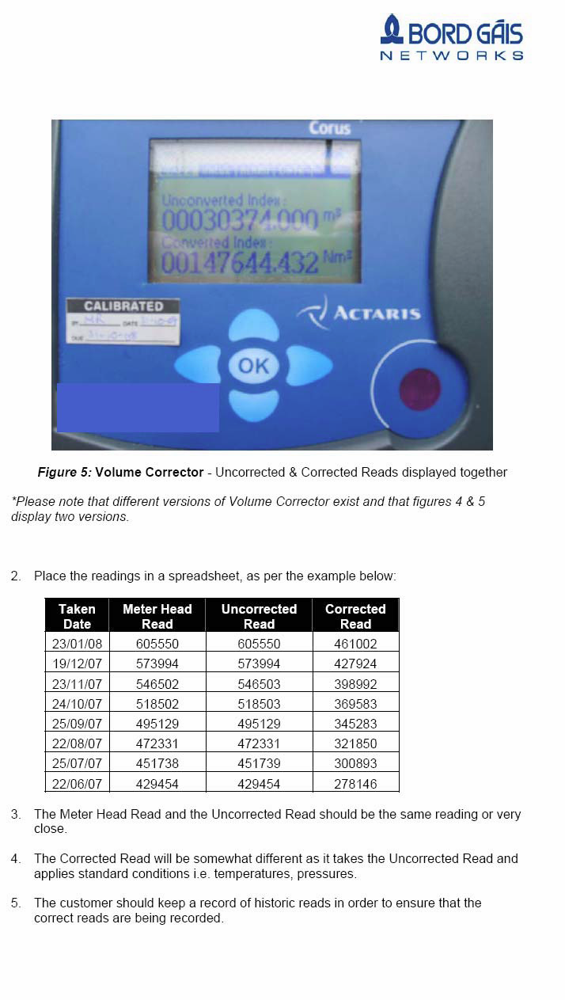 BORD GÁIS
NETWORKS
Corus
Unconverted Index :
00030374.000 m³
Converted Index :
00147644.432 Nm³
CALIBRATED
BY MR DATE
DUE 31-10-08
ACTARIS
OK
Figure 5: Volume Corrector - Uncorrected & Corrected Reads displayed together
*Please note that different versions of Volume Corrector exist and that figures 4 & 5
display two versions.
2. Place the readings in a spreadsheet, as per the example below:
Taken Date Meter Head Read Uncorrected Read Corrected Read
23/01/08 605550 605550 461002
19/12/07 573994 573994 427924
23/11/07 546502 546503 398992
24/10/07 518502 518503 369583
25/09/07 495129 495129 345283
22/08/07 472331 472331 321850
25/07/07 451738 451739 300893
22/06/07 429454 429454 278146
3. The Meter Head Read and the Uncorrected Read should be the same reading or very
close.
4. The Corrected Read will be somewhat different as it takes the Uncorrected Read and
applies standard conditions i.e. temperatures, pressures.
5. The customer should keep a record of historic reads in order to ensure that the
correct reads are being recorded.